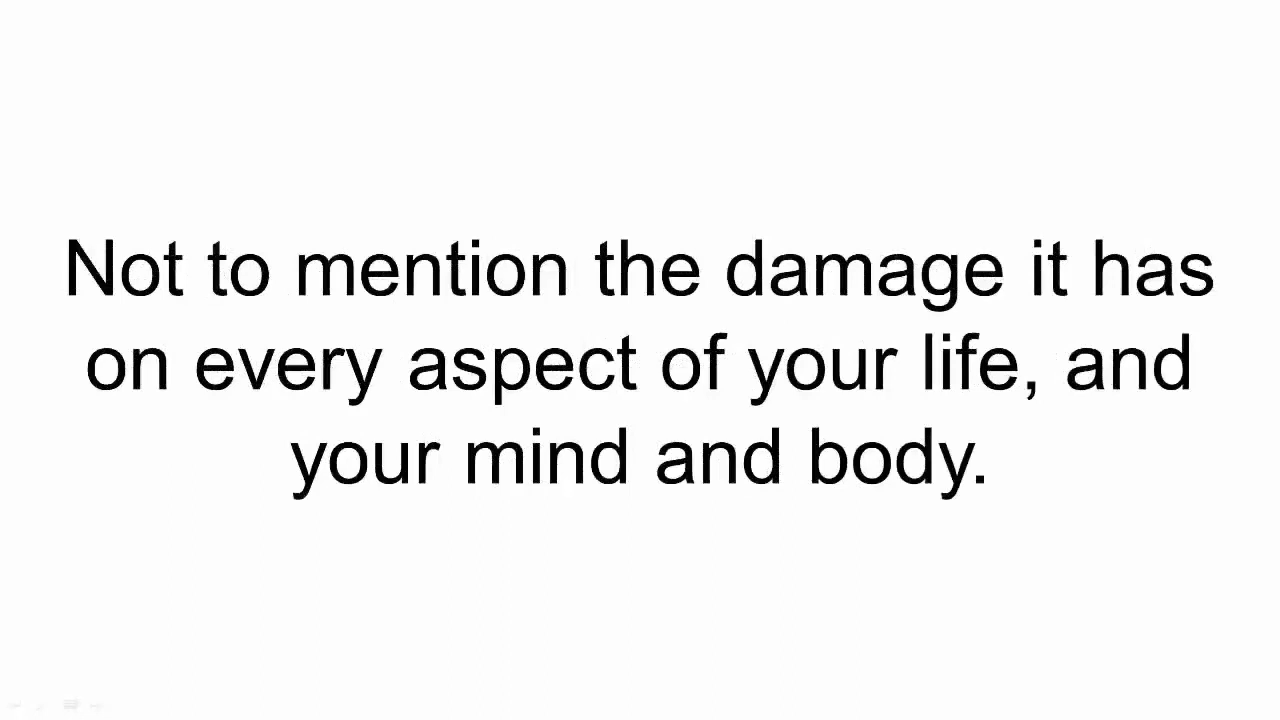 Not to mention the damage it has
on every aspect of your life, and
your mind and body.